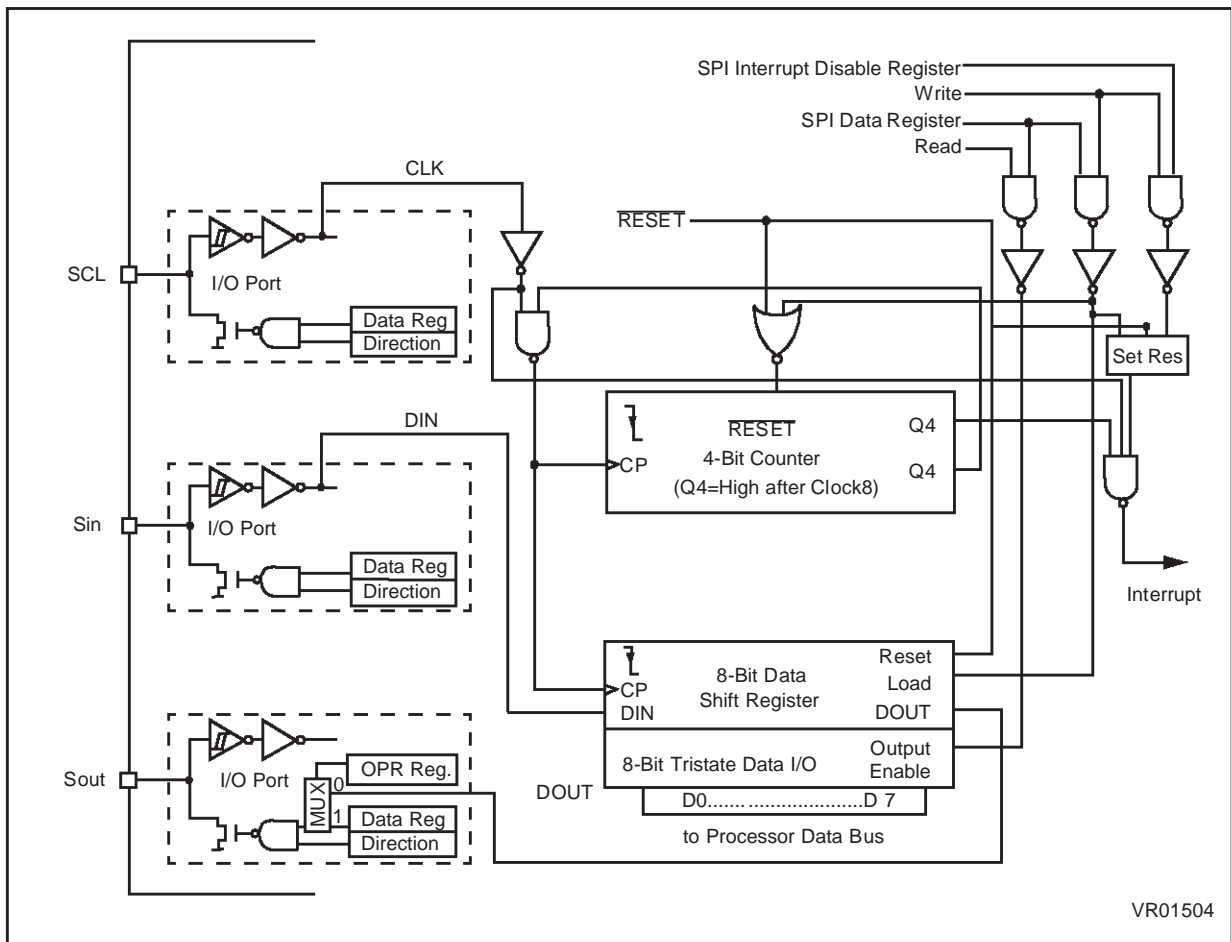 SPI Interrupt Disable Register
Write
SPI Data Register
Read
CLK
RESET
SCL
I/O Port
Data Reg
Direction
Set Res
DIN
RESET
Q4
4-Bit Counter
CP
Q4
(Q4=High after Clock8)
Sin
I/O Port
Data Reg
Direction
Interrupt
Reset
8-Bit Data
Load
CP
Shift Register
DIN
DOUT
Sout
I/O Port
OPR Reg.
MUX
0
1
Data Reg
Direction
Output
8-Bit Tristate Data I/O
Enable
DOUT
D0....... .......................D 7
to Processor Data Bus
VR01504